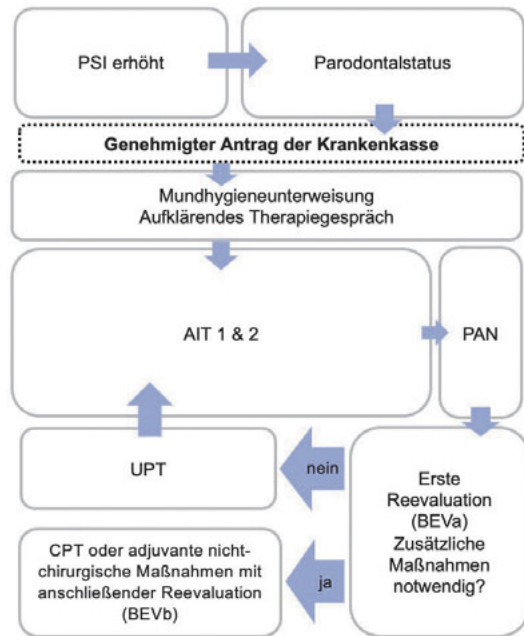 PSI erhöht
Parodontalstatus
Genehmigter Antrag der Krankenkasse
Mundhygieneunterweisung
Aufklärendes Therapiegespräch
AIT 1 & 2
PAN
UPT
nein
Erste
Reevaluation
(BEVa)
Zusätzliche
Maßnahmen
notwendig?
CPT oder adjuvante nicht-
chirurgische Maßnahmen mit
anschließender Reevaluation
(BEVb)
ja